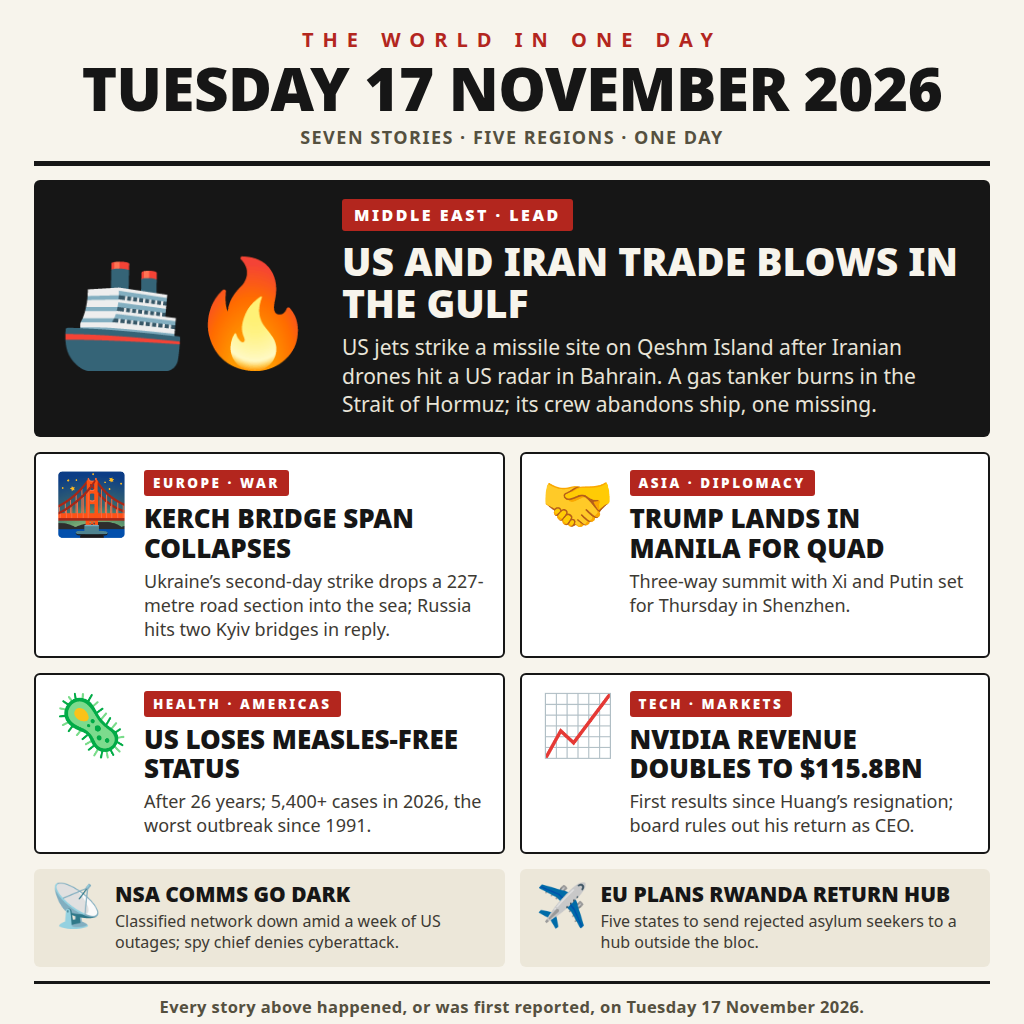 THE WORLD IN ONE DAY
TUESDAY 17 NOVEMBER 2026
SEVEN STORIES · FIVE REGIONS · ONE DAY
MIDDLE EAST · LEAD
US AND IRAN TRADE BLOWS IN
THE GULF
US jets strike a missile site on Qeshm Island after Iranian
drones hit a US radar in Bahrain. A gas tanker burns in the
Strait of Hormuz; its crew abandons ship, one missing.
EUROPE · WAR
KERCH BRIDGE SPAN
COLLAPSES
Ukraine’s second-day strike drops a 227-
metre road section into the sea; Russia
hits two Kyiv bridges in reply.
ASIA · DIPLOMACY
TRUMP LANDS IN
MANILA FOR QUAD
Three-way summit with Xi and Putin set
for Thursday in Shenzhen.
HEALTH · AMERICAS
US LOSES MEASLES-FREE
STATUS
After 26 years; 5,400+ cases in 2026, the
worst outbreak since 1991.
TECH · MARKETS
NVIDIA REVENUE
DOUBLES TO $115.8BN
First results since Huang’s resignation;
board rules out his return as CEO.
NSA COMMS GO DARK
Classified network down amid a week of US
outages; spy chief denies cyberattack.
EU PLANS RWANDA RETURN HUB
Five states to send rejected asylum seekers to a
hub outside the bloc.
Every story above happened, or was first reported, on Tuesday 17 November 2026.